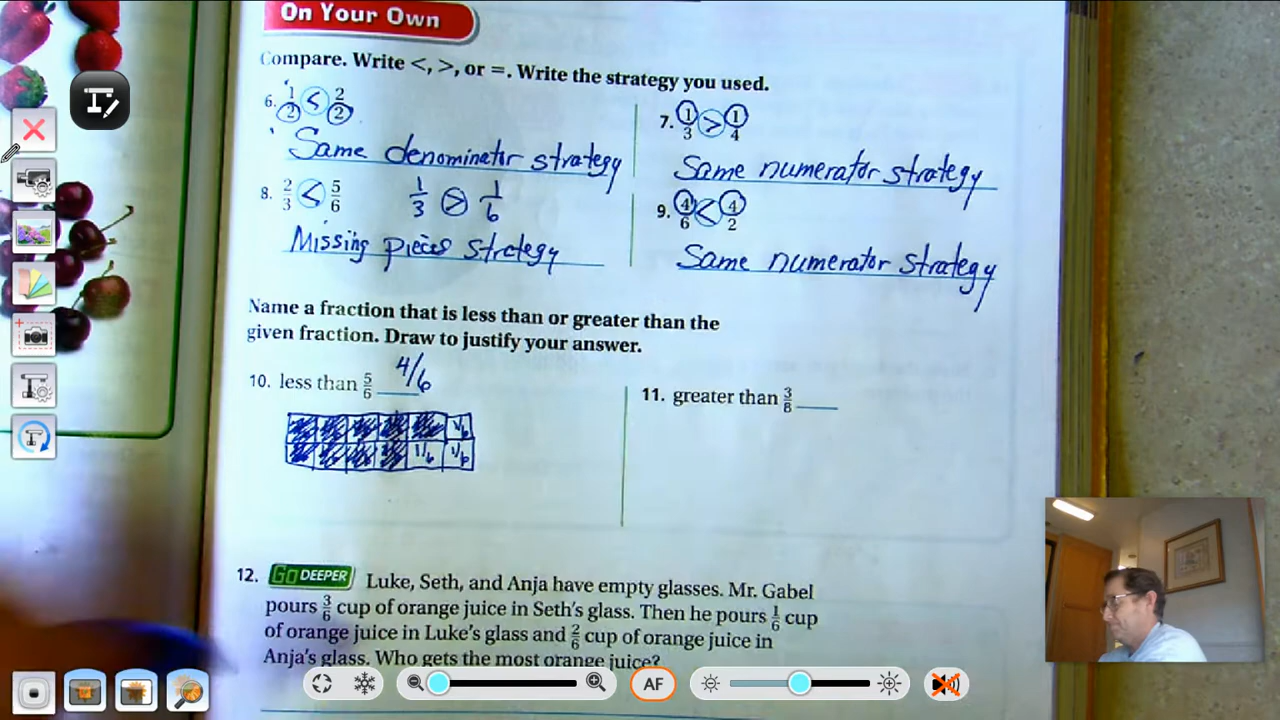 On Your Own
Compare. Write <, >, or =. Write the strategy you used.
6. 1/2 < 2/2
Same denominator strategy
7. 1/3 > 1/4
Same numerator strategy
8. 2/3 < 5/6 1/3 > 1/6
Missing pieces strategy
9. 4/6 < 4/2
Same numerator strategy
Name a fraction that is less than or greater than the
given fraction. Draw to justify your answer.
10. less than 5/6 4/6
1/6
1/6 1/6
11. greater than 3/8
12. Go DEEPER Luke, Seth, and Anja have empty glasses. Mr. Gabel
pours 3/6 cup of orange juice in Seth's glass. Then he pours 1/6 cup
of orange juice in Luke's glass and 2/6 cup of orange juice in
Anja's glass. Who gets the most orange juice?
AF